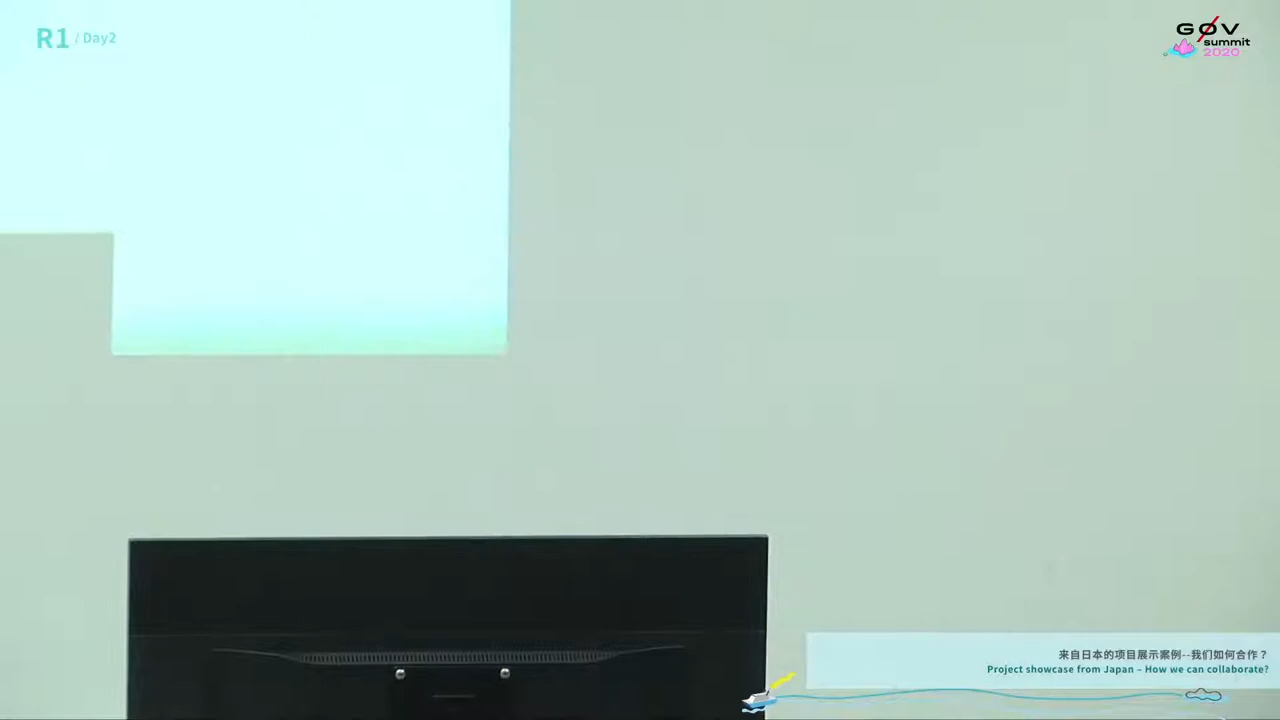 R1 / Day2
GØV
summit
2020
来自日本的项目展示案例--我们如何合作？
Project showcase from Japan – How we can collaborate?